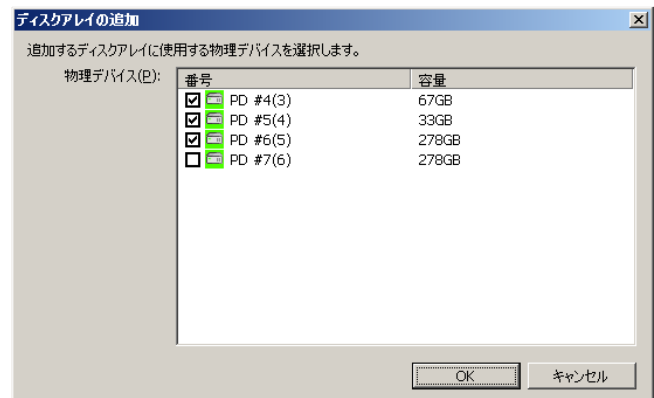 ディスクアレイの追加
追加するディスクアレイに使用する物理デバイスを選択します。
物理デバイス(P):
番号 容量
PD #4(3) 67GB
PD #5(4) 33GB
PD #6(5) 278GB
PD #7(6) 278GB
OK キャンセル